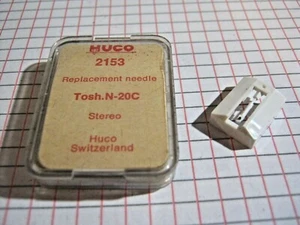 HUCO
2153
Replacement needle
Tosh.N-20C
Stereo
Huco
Switzerland